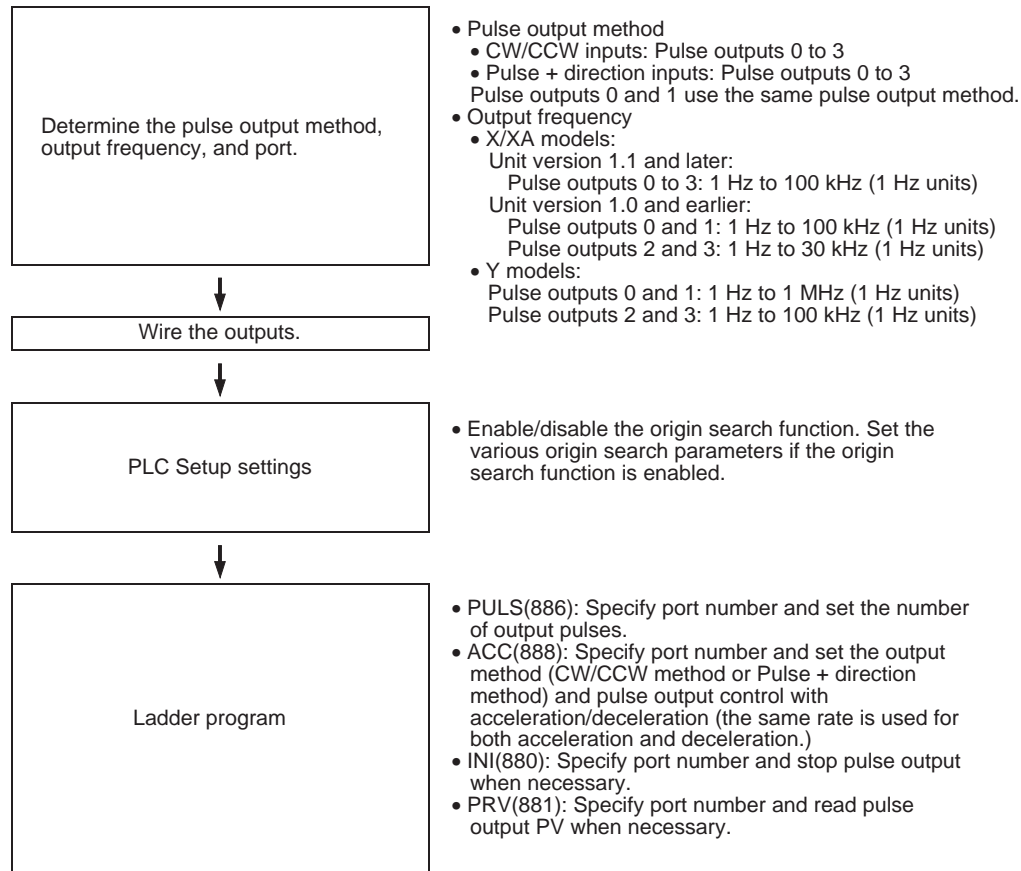 Determine the pulse output method,
output frequency, and port.
• Pulse output method
• CW/CCW inputs: Pulse outputs 0 to 3
• Pulse + direction inputs: Pulse outputs 0 to 3
Pulse outputs 0 and 1 use the same pulse output method.
• Output frequency
• X/XA models:
Unit version 1.1 and later:
Pulse outputs 0 to 3: 1 Hz to 100 kHz (1 Hz units)
Unit version 1.0 and earlier:
Pulse outputs 0 and 1: 1 Hz to 100 kHz (1 Hz units)
Pulse outputs 2 and 3: 1 Hz to 30 kHz (1 Hz units)
• Y models:
Pulse outputs 0 and 1: 1 Hz to 1 MHz (1 Hz units)
Pulse outputs 2 and 3: 1 Hz to 100 kHz (1 Hz units)
Wire the outputs.
PLC Setup settings
• Enable/disable the origin search function. Set the
various origin search parameters if the origin
search function is enabled.
Ladder program
• PULS(886): Specify port number and set the number
of output pulses.
• ACC(888): Specify port number and set the output
method (CW/CCW method or Pulse + direction
method) and pulse output control with
acceleration/deceleration (the same rate is used for
both acceleration and deceleration.)
• INI(880): Specify port number and stop pulse output
when necessary.
• PRV(881): Specify port number and read pulse
output PV when necessary.